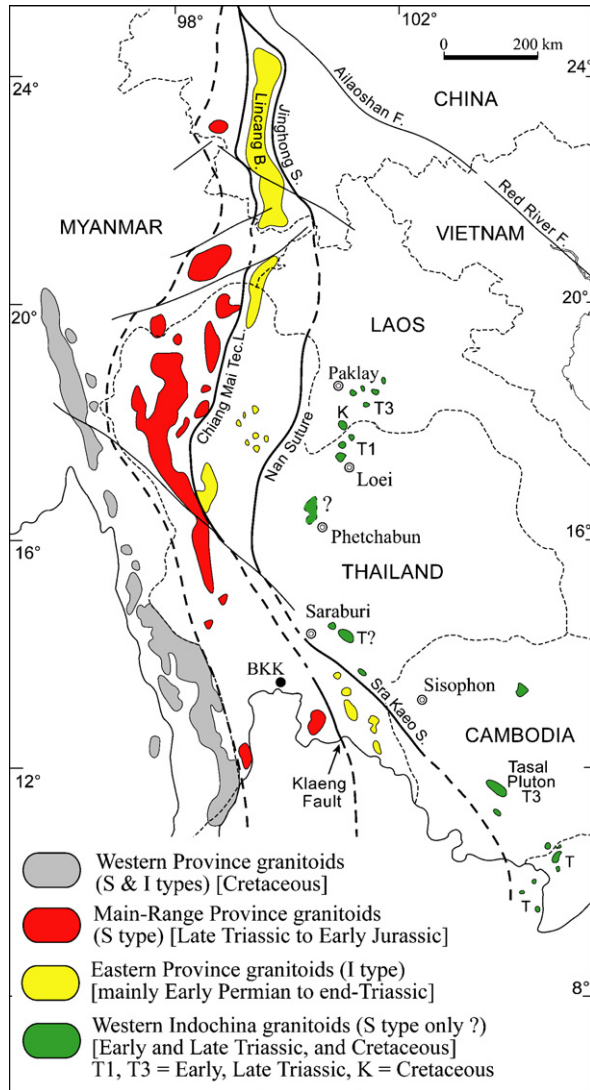 98°
102°
0
200 km
24°
24°
Ailaoshan F.
CHINA
Lincang B.
Jinghong S.
Red River F.
MYANMAR
VIETNAM
20°
20°
LAOS
Chiang Mai Tec.L.
Paklay
T3
K
Nan Suture
T1
Loei
?
Phetchabun
16°
16°
THAILAND
Saraburi
T?
BKK
Sra Kaeo S.
Sisophon
CAMBODIA
12°
Klaeng
Fault
Tasal
Pluton
T3
T
T
Western Province granitoids
(S & I types) [Cretaceous]
Main-Range Province granitoids
(S type) [Late Triassic to Early Jurassic]
Eastern Province granitoids (I type)
[mainly Early Permian to end-Triassic]
8°
Western Indochina granitoids (S type only ?)
[Early and Late Triassic, and Cretaceous]
T1, T3 = Early, Late Triassic, K = Cretaceous